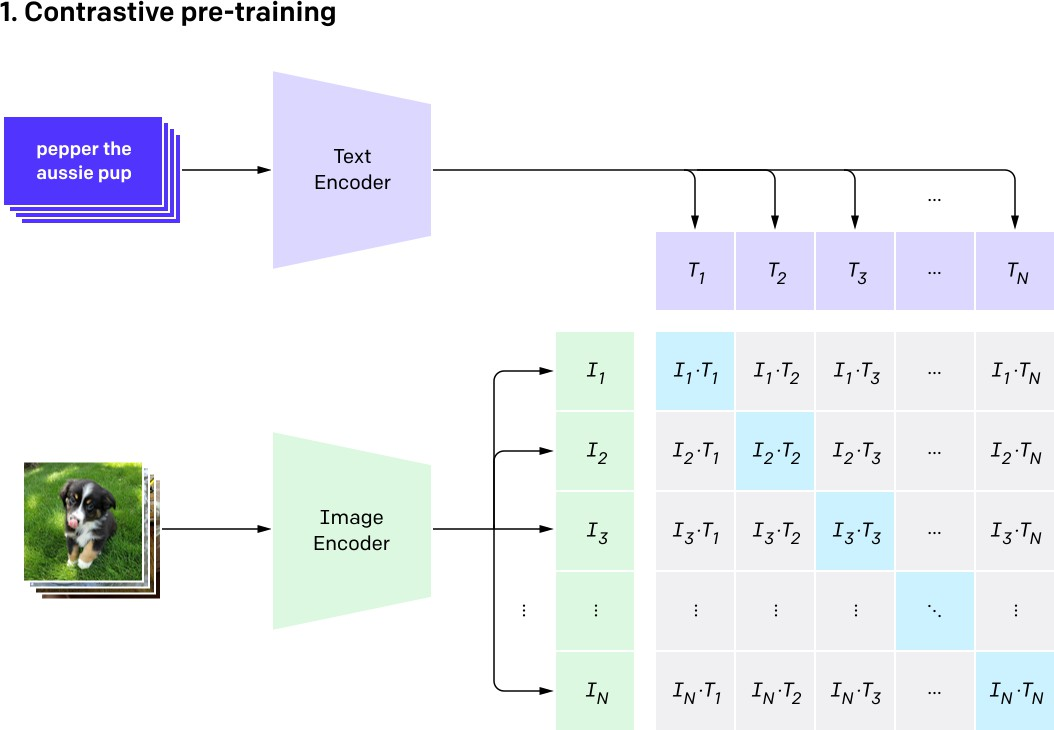 1. Contrastive pre-training
pepper the
aussie pup
Text
Encoder
...
T1 T2 T3 ... TN
I1 I1·T1 I1·T2 I1·T3 ... I1·TN
I2 I2·T1 I2·T2 I2·T3 ... I2·TN
Image
Encoder
I3 I3·T1 I3·T2 I3·T3 ... I3·TN
⋮ ⋮ ⋮ ⋮ ⋮ ⋱ ⋮
IN IN·T1 IN·T2 IN·T3 ... IN·TN